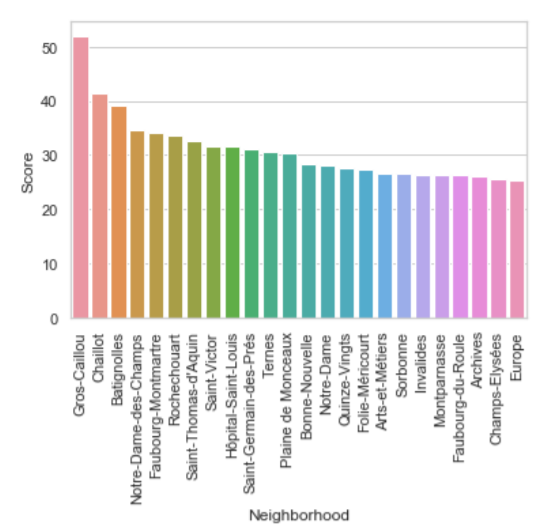 50
40
30
20
10
0
Score
Gros-Caillou
Chaillot
Batignolles
Notre-Dame-des-Champs
Faubourg-Montmartre
Rochechouart
Saint-Thomas-d'Aquin
Saint-Victor
Hôpital-Saint-Louis
Saint-Germain-des-Prés
Ternes
Plaine de Monceaux
Bonne-Nouvelle
Notre-Dame
Quinze-Vingts
Folie-Méricourt
Arts-et-Métiers
Sorbonne
Invalides
Montparnasse
Faubourg-du-Roule
Archives
Champs-Elysées
Europe
Neighborhood